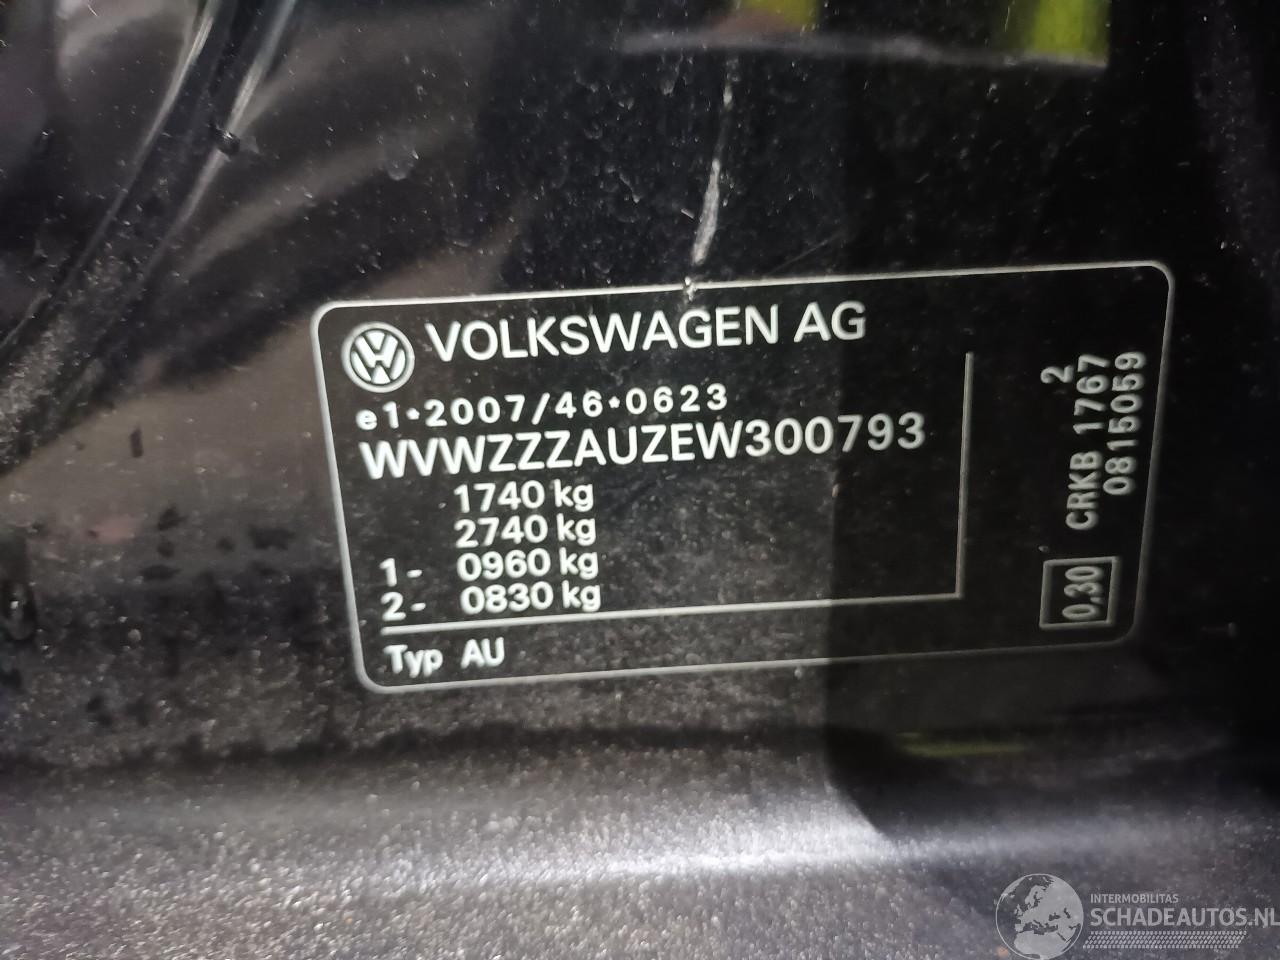 VOLKSWAGEN AG
e1*2007/46*0623
WVWZZZAUZEW300793
1740 kg
2740 kg
1- 0960 kg
2- 0830 kg
Typ AU
2
CRKB 1767
0815059
0,30
INTERMOBILITAS
SCHADEAUTOS.NL